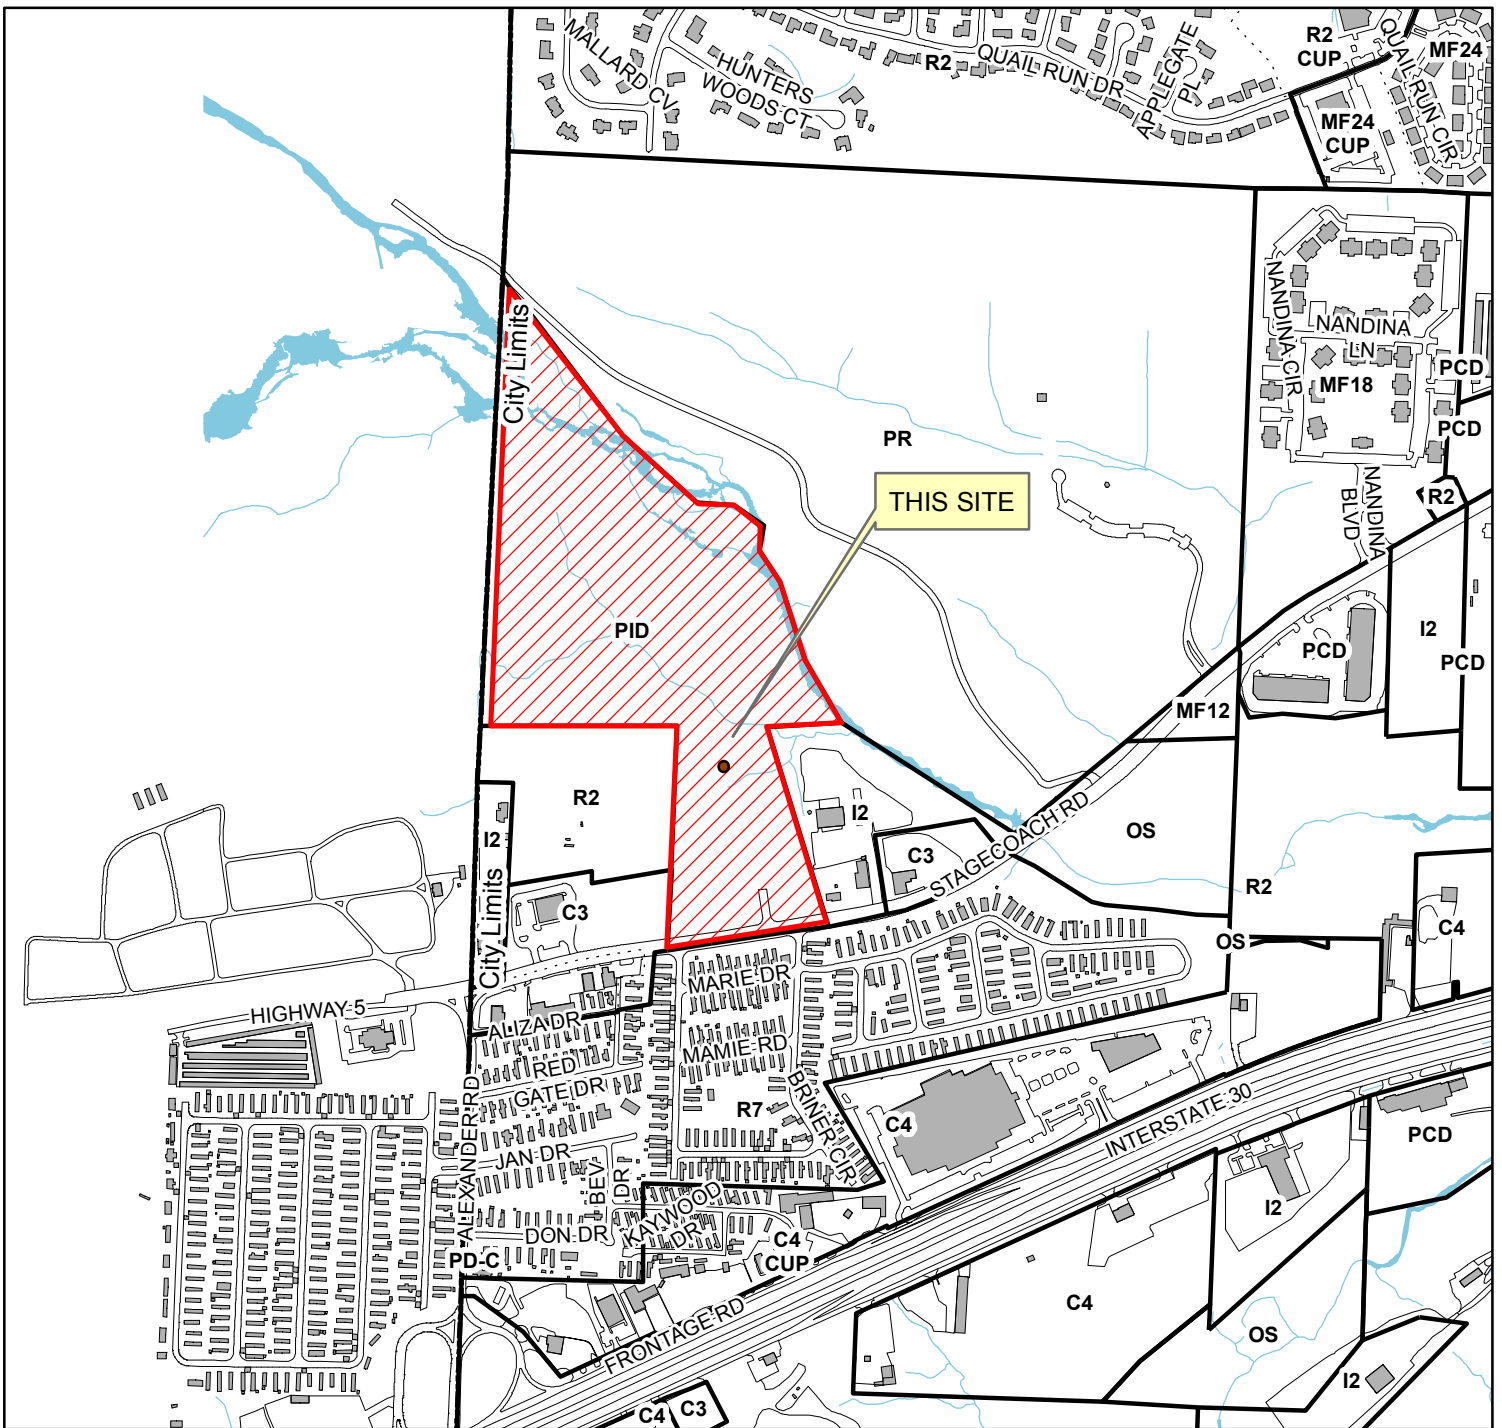 MALLARD CV
HUNTERS
WOODS CT
R2
QUAIL RUN DR
APPLEGATE
PL
R2
CUP
QUAIL RUN CIR
MF24
MF24
CUP
City Limits
NANDINA CIR
NANDINA
LN
MF18
PCD
PCD
PR
THIS SITE
NANDINA
BLVD
NANDINA
R2
PID
PCD
I2
PCD
MF12
R2
I2
I2
City Limits
C3
C3
STAGECOACH RD
OS
R2
OS
C4
HIGHWAY 5
MARIE DR
ALIZA DR
RED
GATE DR
MAMIE RD
R7
BRINER CIR
ALEXANDER RD
JAN DR
BEV
DR
DON DR
KAYWOOD
DR
PD-C
C4
CUP
C4
INTERSTATE 30
PCD
I2
C4
OS
FRONTAGE RD
I2
C4
C3